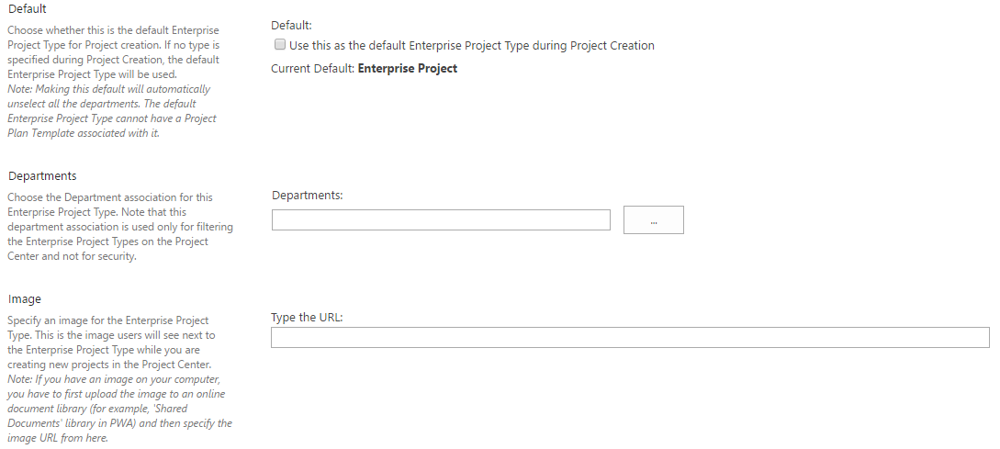 Default
Choose whether this is the default Enterprise
Project Type for Project creation. If no type is
specified during Project Creation, the default
Enterprise Project Type will be used.
Note: Making this default will automatically
unselect all the departments. The default
Enterprise Project Type cannot have a Project
Plan Template associated with it.
Default:
Use this as the default Enterprise Project Type during Project Creation
Current Default: Enterprise Project
Departments
Choose the Department association for this
Enterprise Project Type. Note that this
department association is used only for filtering
the Enterprise Project Types on the Project
Center and not for security.
Departments:
...
Image
Specify an image for the Enterprise Project
Type. This is the image users will see next to
the Enterprise Project Type while you are
creating new projects in the Project Center.
Note: If you have an image on your computer,
you have to first upload the image to an online
document library (for example, 'Shared
Documents' library in PWA) and then specify the
image URL from here.
Type the URL: